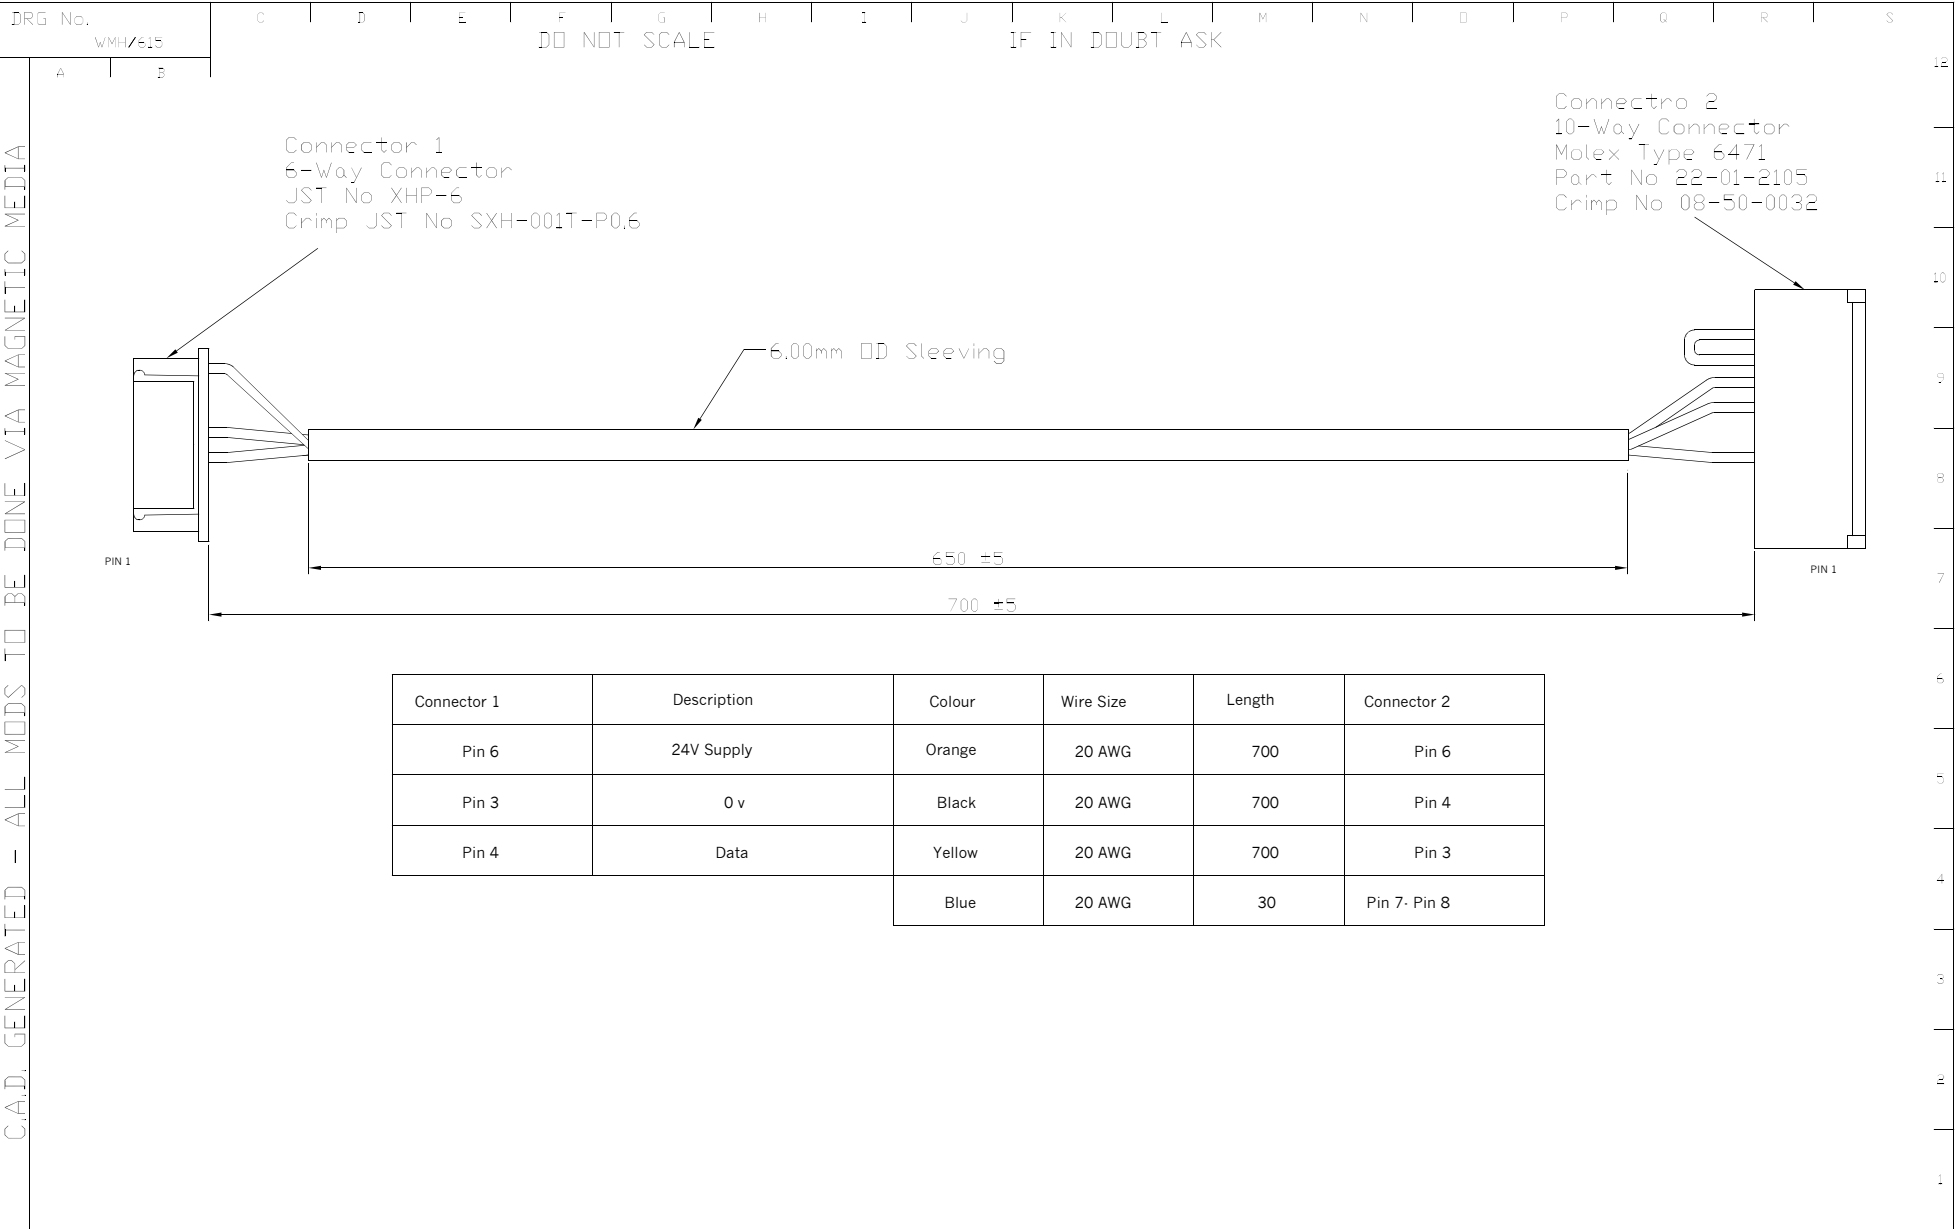 DRG No.
WMH/615
C D E F G H I J K L M N O P Q R S
DO NOT SCALE IF IN DOUBT ASK
A B
12
11
10
9
8
7
6
5
4
3
2
1
C.A.D. GENERATED - ALL MODS TO BE DONE VIA MAGNETIC MEDIA
Connector 1
6-Way Connector
JST No XHP-6
Crimp JST No SXH-001T-P0.6
Connectro 2
10-Way Connector
Molex Type 6471
Part No 22-01-2105
Crimp No 08-50-0032
6.00mm OD Sleeving
PIN 1
PIN 1
650 ±5
700 ±5
Connector 1 Description Colour Wire Size Length Connector 2
Pin 6 24V Supply Orange 20 AWG 700 Pin 6
Pin 3 0 v Black 20 AWG 700 Pin 4
Pin 4 Data Yellow 20 AWG 700 Pin 3
Blue 20 AWG 30 Pin 7- Pin 8